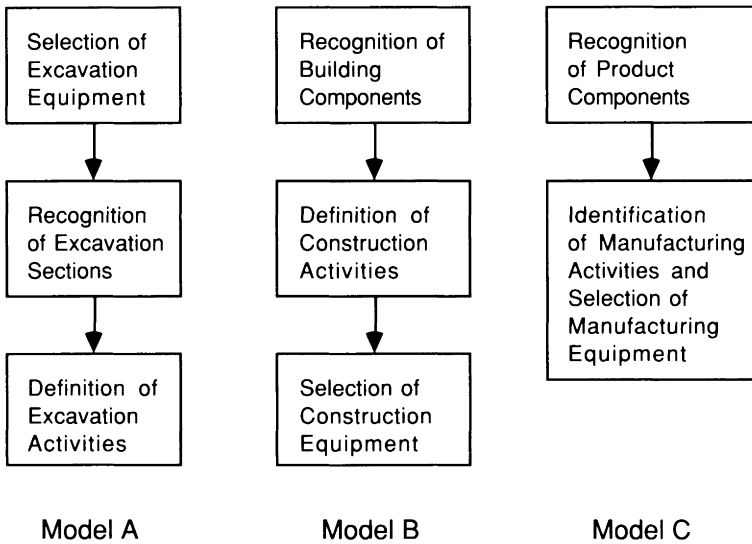 Selection of
Excavation
Equipment
Recognition
of Excavation
Sections
Definition of
Excavation
Activities
Model A
Recognition of
Building
Components
Definition of
Construction
Activities
Selection of
Construction
Equipment
Model B
Recognition
of Product
Components
Identification
of Manufacturing
Activities and
Selection of
Manufacturing
Equipment
Model C